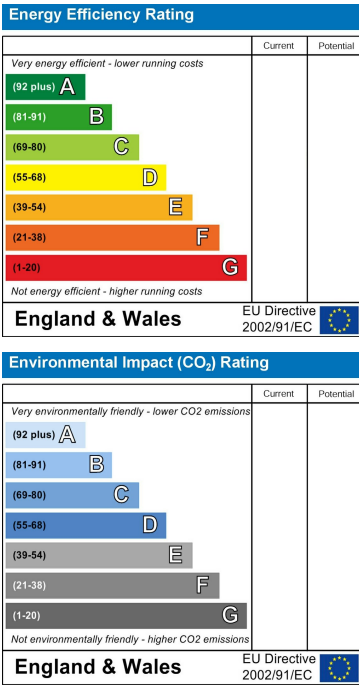 Energy Efficiency Rating
Current Potential
Very energy efficient - lower running costs
(92 plus) A
(81-91) B
(69-80) C
(55-68) D
(39-54) E
(21-38) F
(1-20) G
Not energy efficient - higher running costs
England & Wales
EU Directive
2002/91/EC
Environmental Impact (CO₂) Rating
Current Potential
Very environmentally friendly - lower CO2 emissions
(92 plus) A
(81-91) B
(69-80) C
(55-68) D
(39-54) E
(21-38) F
(1-20) G
Not environmentally friendly - higher CO2 emissions
England & Wales
EU Directive
2002/91/EC